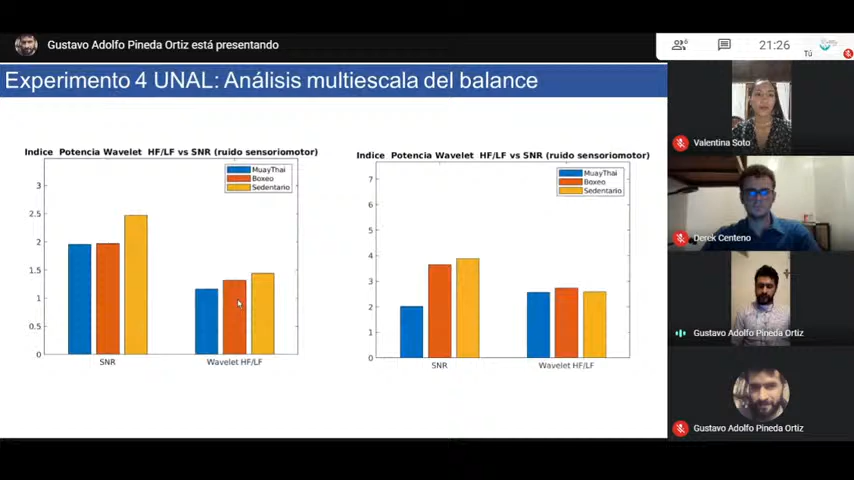 Gustavo Adolfo Pineda Ortiz está presentando
6
21:26
Tú
Experimento 4 UNAL: Análisis multiescala del balance
Indice Potencia Wavelet HF/LF vs SNR (ruido sensoriomotor)
MuayThai
Boxeo
Sedentario
3
2.5
2
1.5
1
0.5
0
SNR
Wavelet HF/LF
Indice Potencia Wavelet HF/LF vs SNR (ruido sensoriomotor)
MuayThai
Boxeo
Sedentario
7
6
5
4
3
2
1
0
SNR
Wavelet HF/LF
Valentina Soto
Derek Centeno
Gustavo Adolfo Pineda Ortiz
Gustavo Adolfo Pineda Ortiz